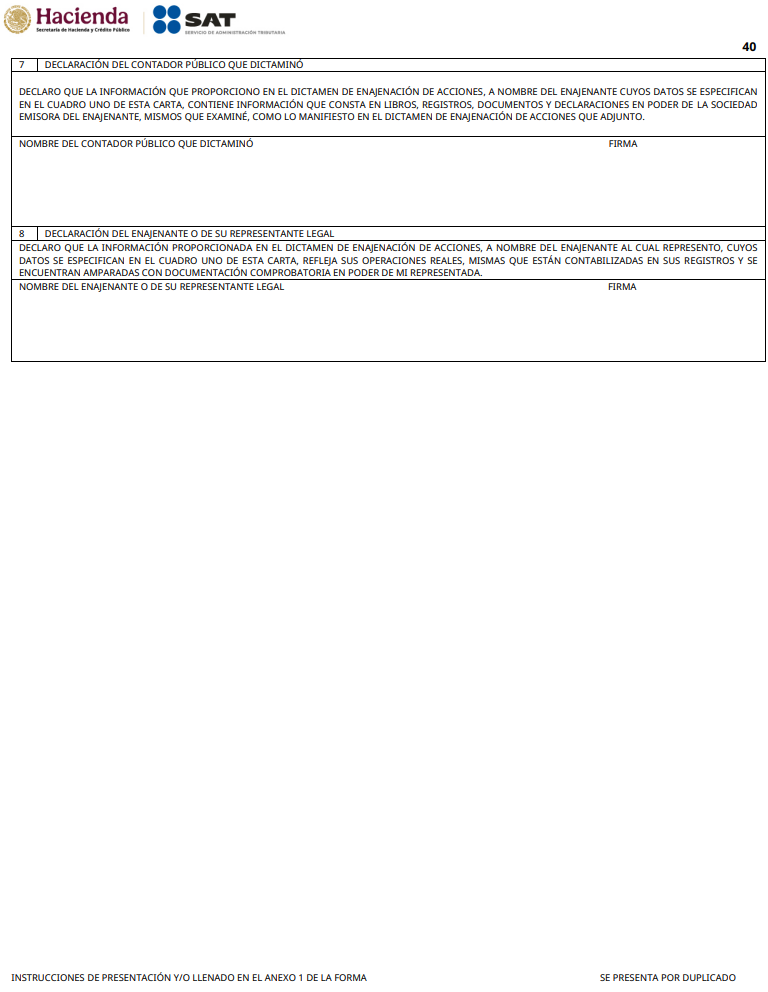 Hacienda
Secretaría de Hacienda y Crédito Público
SAT
SERVICIO DE ADMINISTRACIÓN TRIBUTARIA
40
7 DECLARACIÓN DEL CONTADOR PÚBLICO QUE DICTAMINÓ
DECLARO QUE LA INFORMACIÓN QUE PROPORCIONO EN EL DICTAMEN DE ENAJENACIÓN DE ACCIONES, A NOMBRE DEL ENAJENANTE CUYOS DATOS SE ESPECIFICAN
EN EL CUADRO UNO DE ESTA CARTA, CONTIENE INFORMACIÓN QUE CONSTA EN LIBROS, REGISTROS, DOCUMENTOS Y DECLARACIONES EN PODER DE LA SOCIEDAD
EMISORA DEL ENAJENANTE, MISMOS QUE EXAMINÉ, COMO LO MANIFIESTO EN EL DICTAMEN DE ENAJENACIÓN DE ACCIONES QUE ADJUNTO.
NOMBRE DEL CONTADOR PÚBLICO QUE DICTAMINÓ FIRMA
8 DECLARACIÓN DEL ENAJENANTE O DE SU REPRESENTANTE LEGAL
DECLARO QUE LA INFORMACIÓN PROPORCIONADA EN EL DICTAMEN DE ENAJENACIÓN DE ACCIONES, A NOMBRE DEL ENAJENANTE AL CUAL REPRESENTO, CUYOS
DATOS SE ESPECIFICAN EN EL CUADRO UNO DE ESTA CARTA, REFLEJA SUS OPERACIONES REALES, MISMAS QUE ESTÁN CONTABILIZADAS EN SUS REGISTROS Y SE
ENCUENTRAN AMPARADAS CON DOCUMENTACIÓN COMPROBATORIA EN PODER DE MI REPRESENTADA.
NOMBRE DEL ENAJENANTE O DE SU REPRESENTANTE LEGAL FIRMA
INSTRUCCIONES DE PRESENTACIÓN Y/O LLENADO EN EL ANEXO 1 DE LA FORMA SE PRESENTA POR DUPLICADO